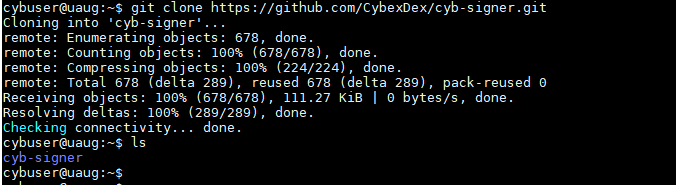 cybuser@uaug:~$ git clone https://github.com/CybexDex/cyb-signer.git
Cloning into 'cyb-signer'...
remote: Enumerating objects: 678, done.
remote: Counting objects: 100% (678/678), done.
remote: Compressing objects: 100% (224/224), done.
remote: Total 678 (delta 289), reused 678 (delta 289), pack-reused 0
Receiving objects: 100% (678/678), 111.27 KiB | 0 bytes/s, done.
Resolving deltas: 100% (289/289), done.
Checking connectivity... done.
cybuser@uaug:~$ ls
cyb-signer
cybuser@uaug:~$